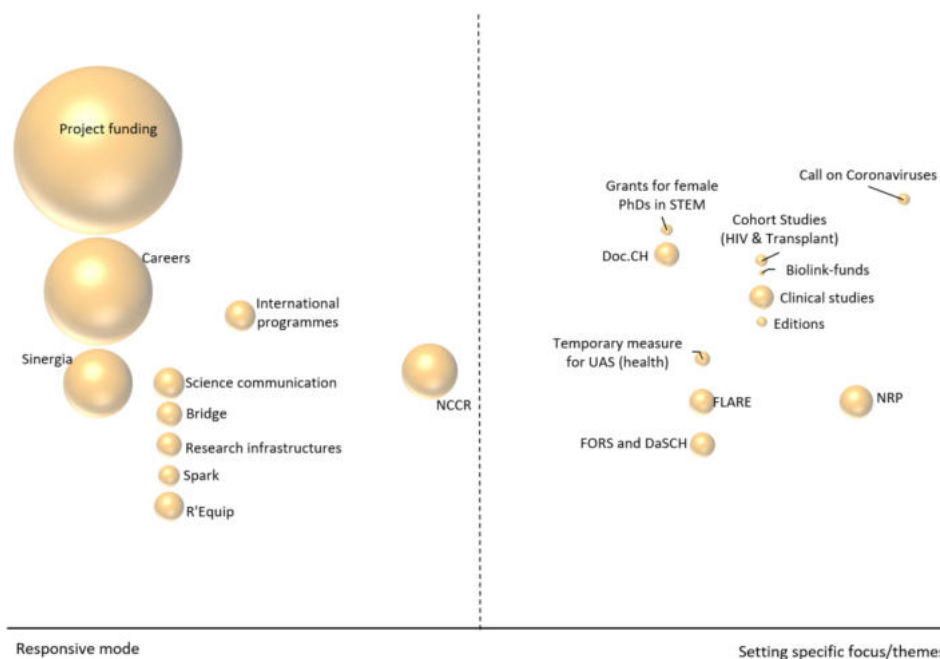 Project funding
Careers
Sinergia
International
programmes
Science communication
Bridge
Research infrastructures
Spark
R'Equip
NCCR
Call on Coronaviruses
Grants for female
PhDs in STEM
Cohort Studies
(HIV & Transplant)
Doc.CH
Biolink-funds
Clinical studies
Editions
Temporary measure
for UAS (health)
FLARE
NRP
FORS and DaSCH
Responsive mode
Setting specific focus/themes